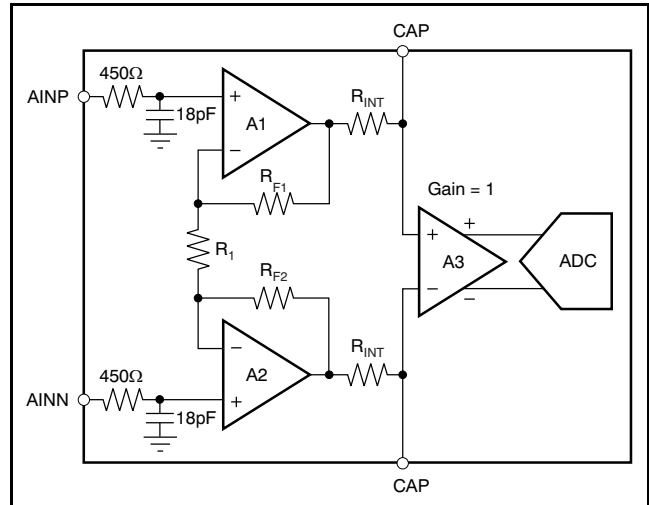 CAP
450Ω
AINP
18pF
+
A1
−
R_INT
R_F1
Gain = 1
R_1
+
A3
−
+
−
ADC
R_F2
−
A2
+
R_INT
450Ω
AINN
18pF
CAP